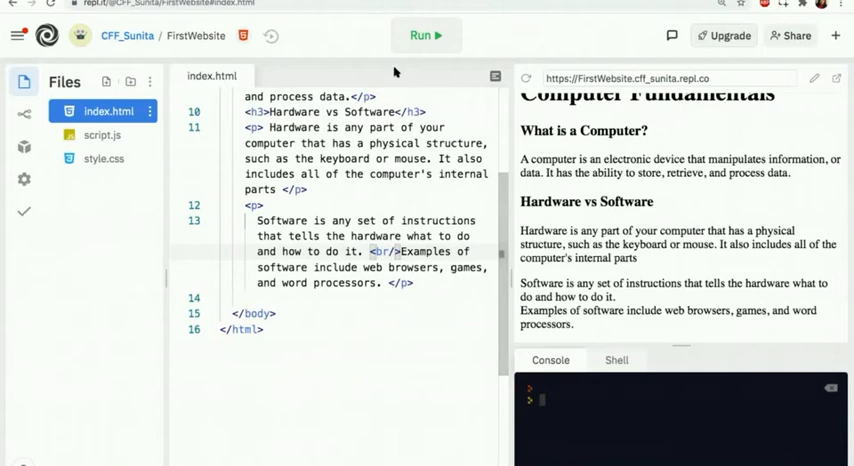 repl.it/@CFF_Sunita/FirstWebsite#index.html
CFF_Sunita / FirstWebsite
Run
Upgrade
Share
Files
index.html
script.js
style.css
index.html
and process data.</p>
10 <h3>Hardware vs Software</h3>
11 <p> Hardware is any part of your
computer that has a physical structure,
such as the keyboard or mouse. It also
includes all of the computer's internal
parts </p>
12 <p>
13 Software is any set of instructions
that tells the hardware what to do
and how to do it. <br/>Examples of
software include web browsers, games,
and word processors. </p>
14
15 </body>
16 </html>
https://FirstWebsite.cff_sunita.repl.co
Computer Fundamentals
What is a Computer?
A computer is an electronic device that manipulates information, or
data. It has the ability to store, retrieve, and process data.
Hardware vs Software
Hardware is any part of your computer that has a physical
structure, such as the keyboard or mouse. It also includes all of the
computer's internal parts
Software is any set of instructions that tells the hardware what to
do and how to do it.
Examples of software include web browsers, games, and word
processors.
Console
Shell